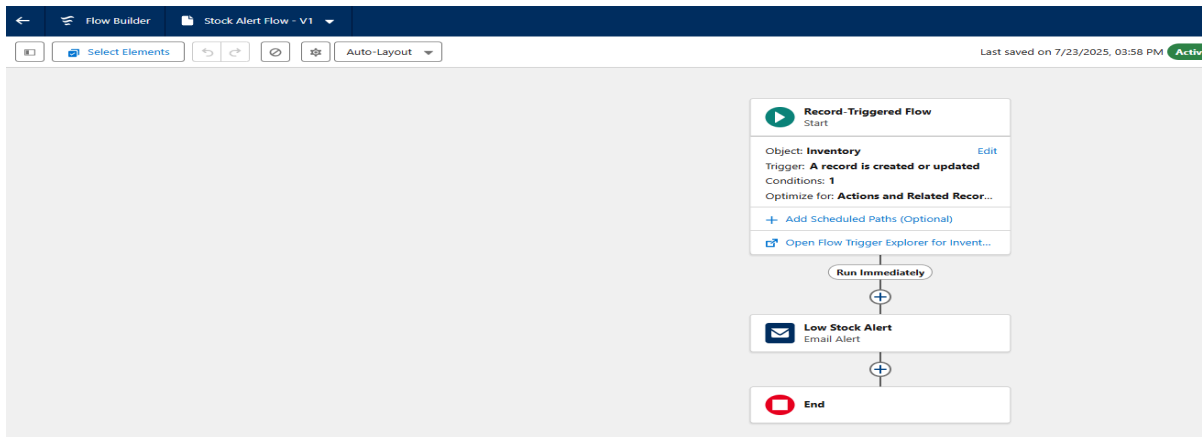 Flow Builder
Stock Alert Flow - V1
Select Elements
Auto-Layout
Last saved on 7/23/2025, 03:58 PM
Activ
Record-Triggered Flow
Start
Object: Inventory
Edit
Trigger: A record is created or updated
Conditions: 1
Optimize for: Actions and Related Recor...
+ Add Scheduled Paths (Optional)
Open Flow Trigger Explorer for Invent...
Run Immediately
Low Stock Alert
Email Alert
End